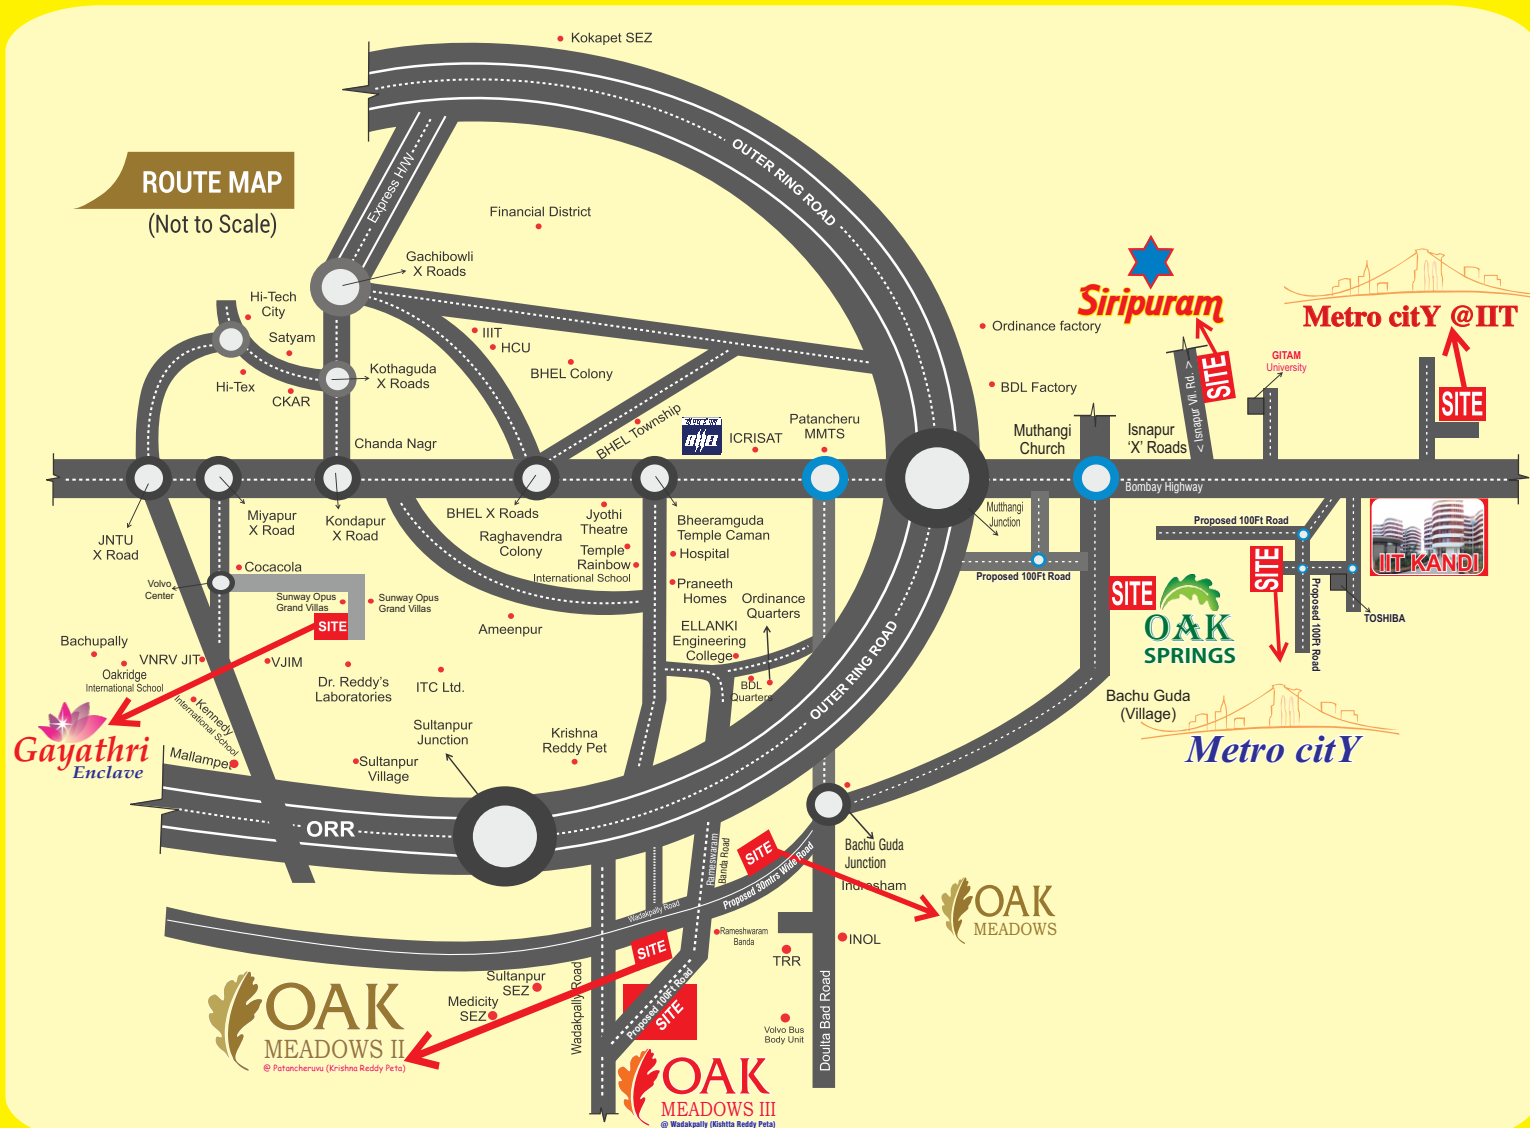 Kokapet SEZ
OUTER RING ROAD
ROUTE MAP
(Not to Scale)
Express H/W
Financial District
Gachibowli
X Roads
Hi-Tech
City
Satyam
Hi-Tex
CKAR
Kothaguda
X Roads
IIIT
HCU
BHEL Colony
Chanda Nagr
BHEL Township
ICRISAT
Patancheru
MMTS
Ordinance factory
BDL Factory
Siripuram
SITE
< Isnapur Vil. Rd. >
GITAM
University
Metro citY @IIT
SITE
Muthangi
Church
Isnapur
‘X’ Roads
Bombay Highway
JNTU
X Road
Miyapur
X Road
Kondapur
X Road
BHEL X Roads
Raghavendra
Colony
Jyothi
Theatre
Temple
Rainbow
International School
Bheeramguda
Temple Caman
Hospital
Praneeth
Homes
Ordinance
Quarters
ELLANKI
Engineering
College
BDL
Quarters
Mutthangi
Junction
Proposed 100Ft Road
Proposed 100Ft Road
IIT KANDI
SITE
Proposed 100Ft Road
TOSHIBA
SITE
OAK
SPRINGS
Bachu Guda
(Village)
Metro citY
Volvo
Center
Cocacola
Sunway Opus
Grand Villas
Sunway Opus
Grand Villas
SITE
Ameenpur
Bachupally
VNRV JIT
Oakridge
International School
VJIM
Dr. Reddy's
Laboratories
ITC Ltd.
Kennedy
International School
Mallampet
Gayathri
Enclave
Sultanpur
Junction
Sultanpur
Village
Krishna
Reddy Pet
OUTER RING ROAD
ORR
Rameswaram
Banda Road
SITE
Proposed 30mtrs Wide Road
Bachu Guda
Junction
Indresham
OAK
MEADOWS
Wadakpally Road
SITE
Rameshwaram
Banda
TRR
INOL
Sultanpur
SEZ
Medicity
SEZ
Wadakpally Road
Proposed 100Ft Road
SITE
Volvo Bus
Body Unit
Doulta Bad Road
OAK
MEADOWS II
@ Patancheruvu (Krishna Reddy Peta)
OAK
MEADOWS III
@ Wadakpally (Kishtta Reddy Peta)